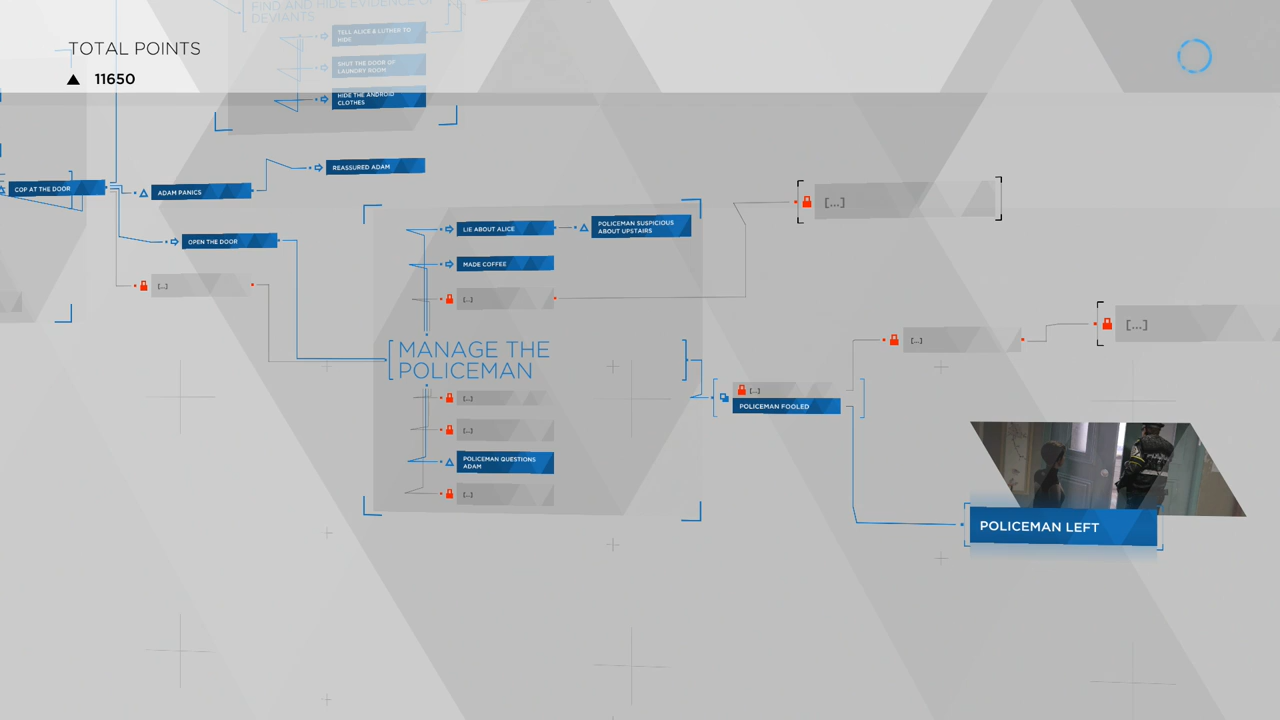 FIND AND HIDE EVIDENCE OF
DEVIANTS
TELL ALICE & LUTHER TO
HIDE
SHUT THE DOOR OF
LAUNDRY ROOM
HIDE THE ANDROID
CLOTHES
TOTAL POINTS
11650
COP AT THE DOOR
ADAM PANICS
REASSURED ADAM
OPEN THE DOOR
[...]
LIE ABOUT ALICE
POLICEMAN SUSPICIOUS
ABOUT UPSTAIRS
MADE COFFEE
[...]
[...]
MANAGE THE
POLICEMAN
[...]
[...]
POLICEMAN QUESTIONS
ADAM
[...]
[...]
POLICEMAN FOOLED
[...]
[...]
POLICEMAN LEFT